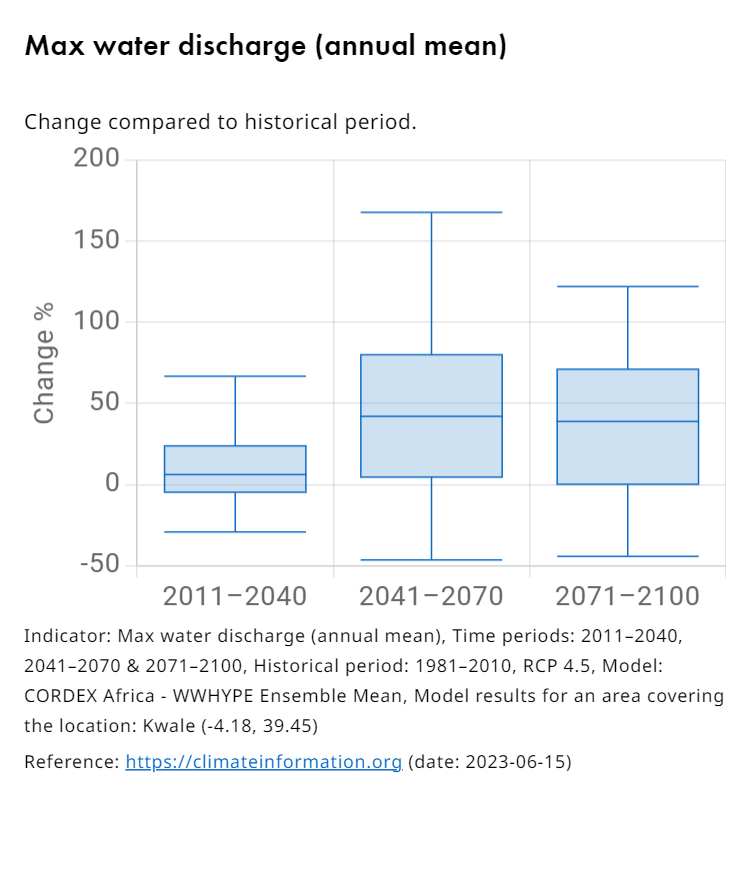 Max water discharge (annual mean)
Change compared to historical period.
200
150
100
50
0
-50
Change %
2011–2040
2041–2070
2071–2100
Indicator: Max water discharge (annual mean), Time periods: 2011–2040,
2041–2070 & 2071–2100, Historical period: 1981–2010, RCP 4.5, Model:
CORDEX Africa - WWHYPE Ensemble Mean, Model results for an area covering
the location: Kwale (-4.18, 39.45)
Reference: https://climateinformation.org (date: 2023-06-15)